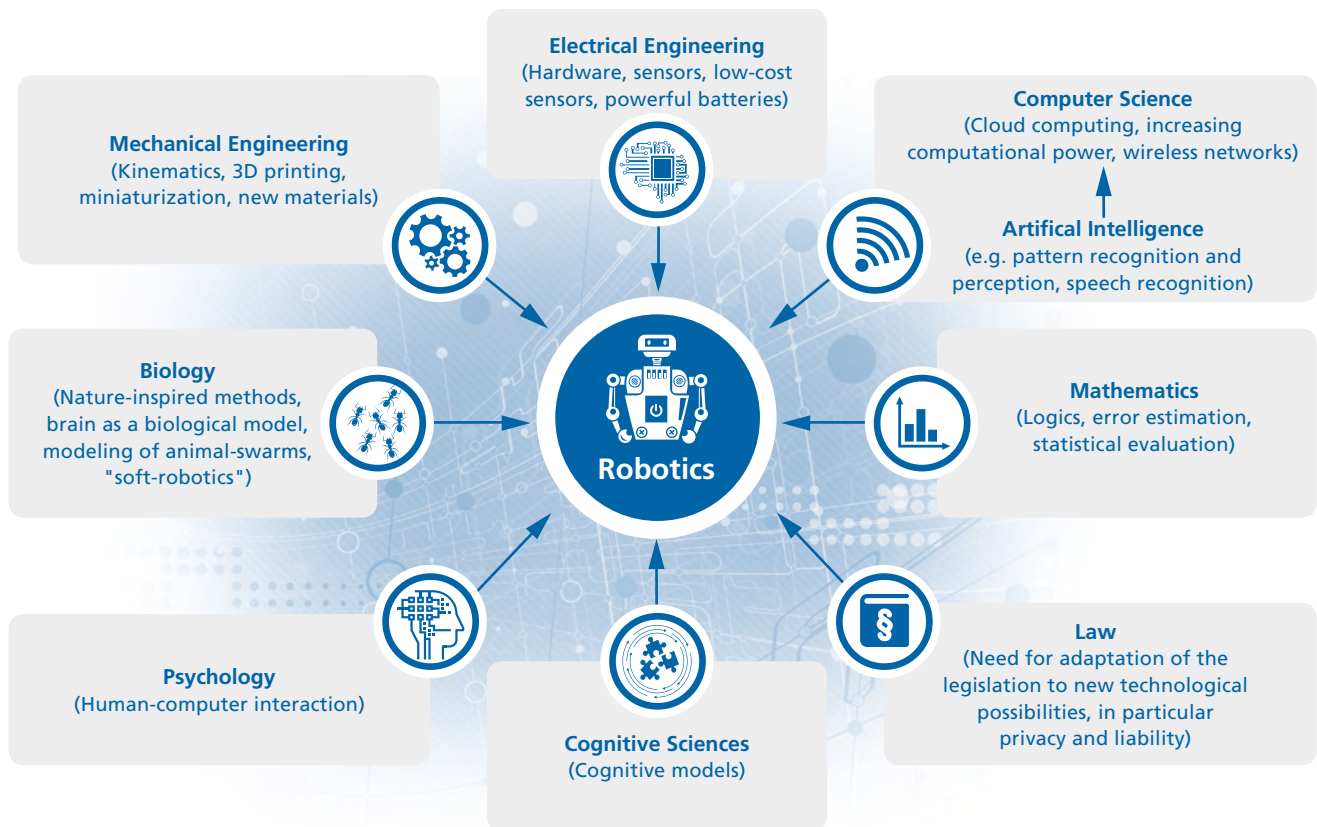 Electrical Engineering
(Hardware, sensors, low-cost
sensors, powerful batteries)
Computer Science
(Cloud computing, increasing
computational power, wireless networks)
Artifical Intelligence
(e.g. pattern recognition and
perception, speech recognition)
Mechanical Engineering
(Kinematics, 3D printing,
miniaturization, new materials)
Biology
(Nature-inspired methods,
brain as a biological model,
modeling of animal-swarms,
"soft-robotics")
Robotics
Mathematics
(Logics, error estimation,
statistical evaluation)
Psychology
(Human-computer interaction)
Cognitive Sciences
(Cognitive models)
§
Law
(Need for adaptation of the
legislation to new technological
possibilities, in particular
privacy and liability)